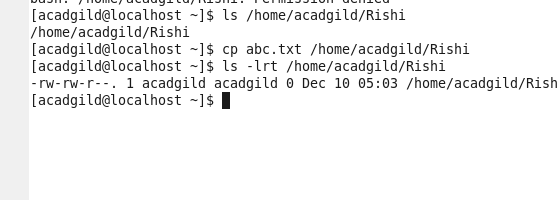 bash: /home/acadgild/Rishi: Permission denied
[acadgild@localhost ~]$ ls /home/acadgild/Rishi
/home/acadgild/Rishi
[acadgild@localhost ~]$ cp abc.txt /home/acadgild/Rishi
[acadgild@localhost ~]$ ls -lrt /home/acadgild/Rishi
-rw-rw-r--. 1 acadgild acadgild 0 Dec 10 05:03 /home/acadgild/Rish
[acadgild@localhost ~]$